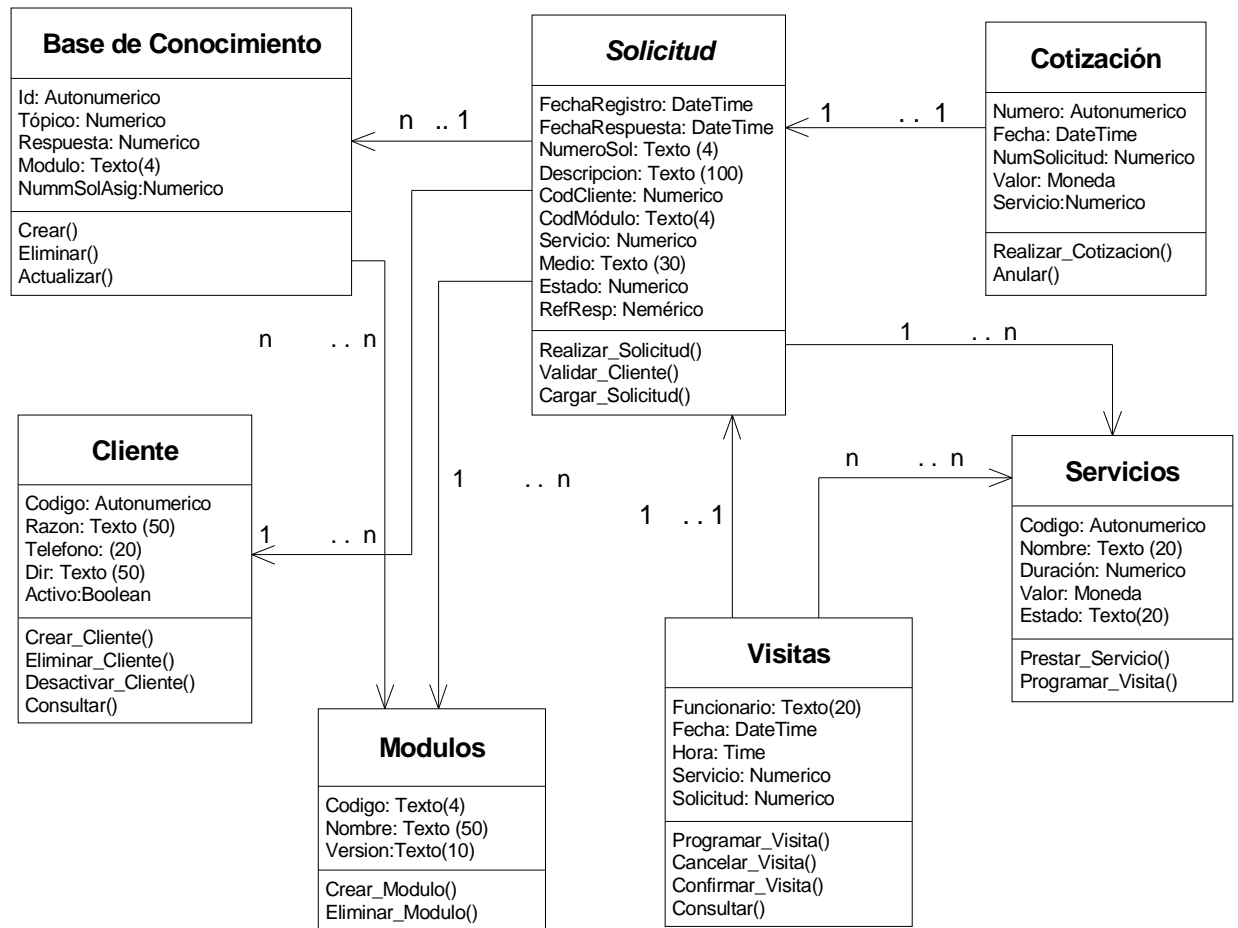 Base de Conocimiento
Id: Autonumerico
Tópico: Numerico
Respuesta: Numerico
Modulo: Texto(4)
NummSolAsig:Numerico
Crear()
Eliminar()
Actualizar()
n .. 1
Solicitud
FechaRegistro: DateTime
FechaRespuesta: DateTime
NumeroSol: Texto (4)
Descripcion: Texto (100)
CodCliente: Numerico
CodMódulo: Texto(4)
Servicio: Numerico
Medio: Texto (30)
Estado: Numerico
RefResp: Nemérico
Realizar_Solicitud()
Validar_Cliente()
Cargar_Solicitud()
1 .. 1
Cotización
Numero: Autonumerico
Fecha: DateTime
NumSolicitud: Numerico
Valor: Moneda
Servicio:Numerico
Realizar_Cotizacion()
Anular()
n .. n
1 .. n
Cliente
Codigo: Autonumerico
Razon: Texto (50)
Telefono: (20)
Dir: Texto (50)
Activo:Boolean
Crear_Cliente()
Eliminar_Cliente()
Desactivar_Cliente()
Consultar()
1 .. n
1 .. n
1 .. 1
n .. n
Servicios
Codigo: Autonumerico
Nombre: Texto (20)
Duración: Numerico
Valor: Moneda
Estado: Texto(20)
Prestar_Servicio()
Programar_Visita()
Modulos
Codigo: Texto(4)
Nombre: Texto (50)
Version:Texto(10)
Crear_Modulo()
Eliminar_Modulo()
Visitas
Funcionario: Texto(20)
Fecha: DateTime
Hora: Time
Servicio: Numerico
Solicitud: Numerico
Programar_Visita()
Cancelar_Visita()
Confirmar_Visita()
Consultar()